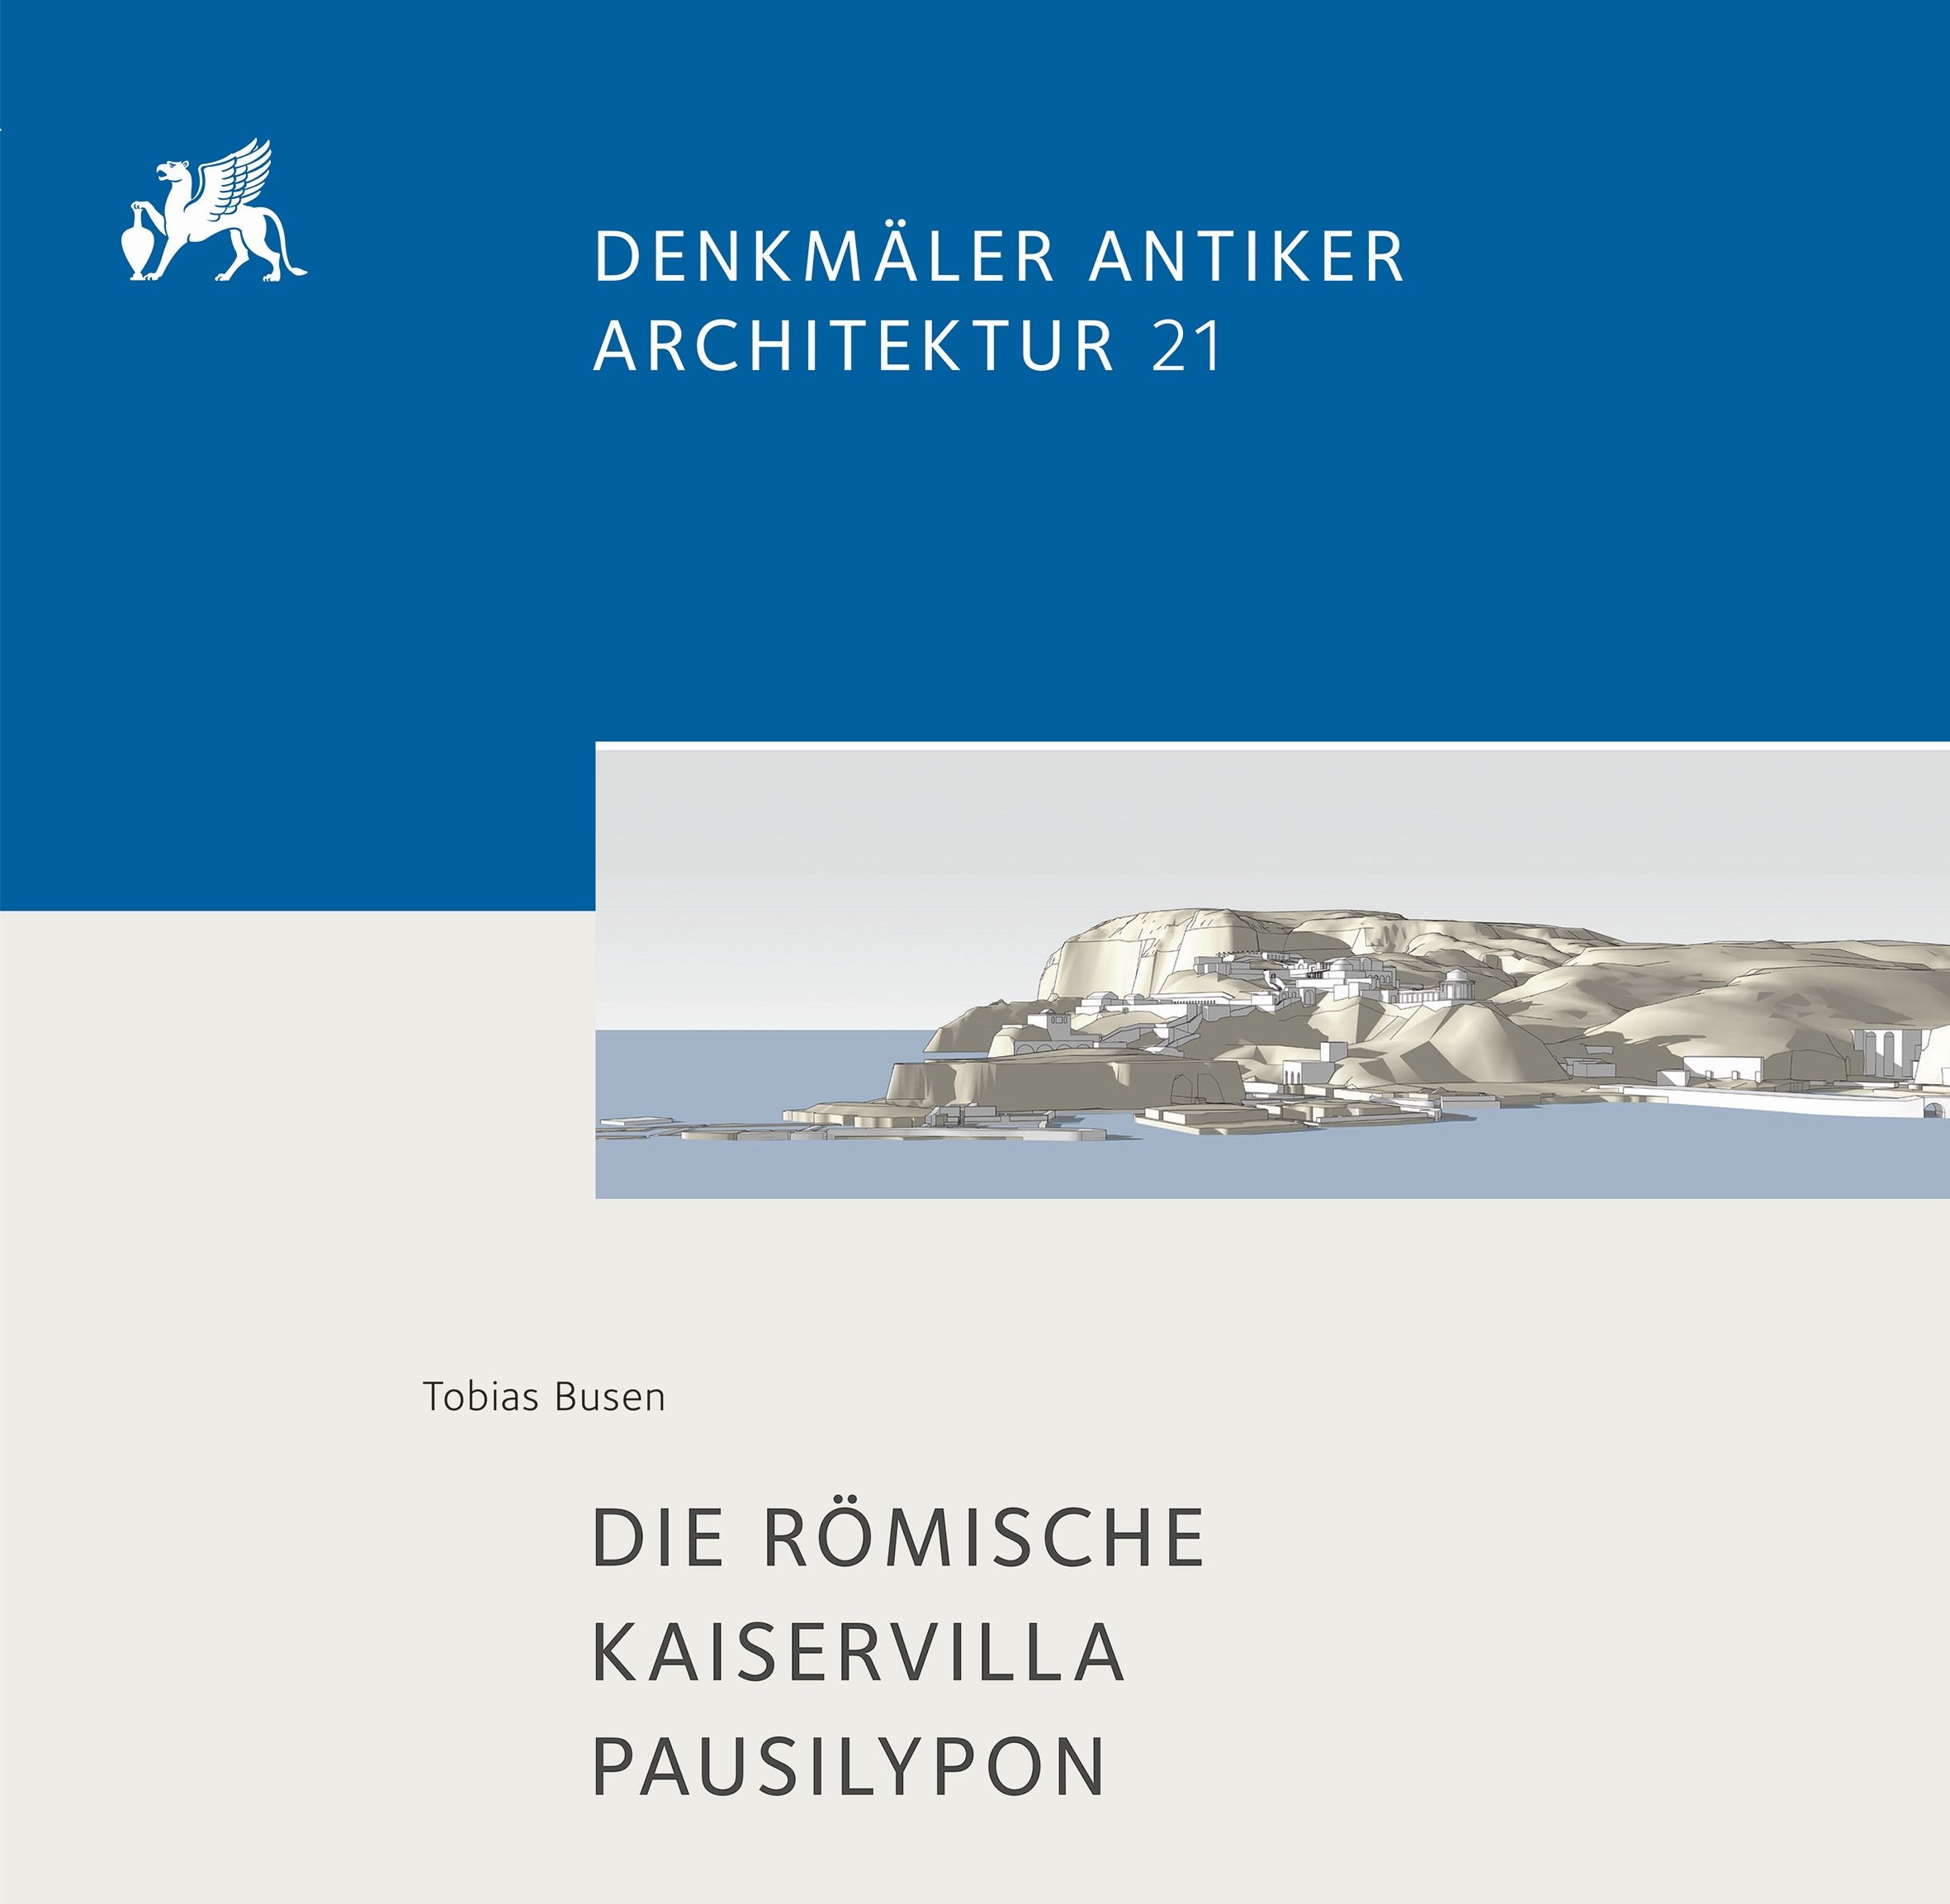 DENKMÄLER ANTIKER
ARCHITEKTUR 21
Tobias Busen
DIE RÖMISCHE
KAISERVILLA
PAUSILYPON